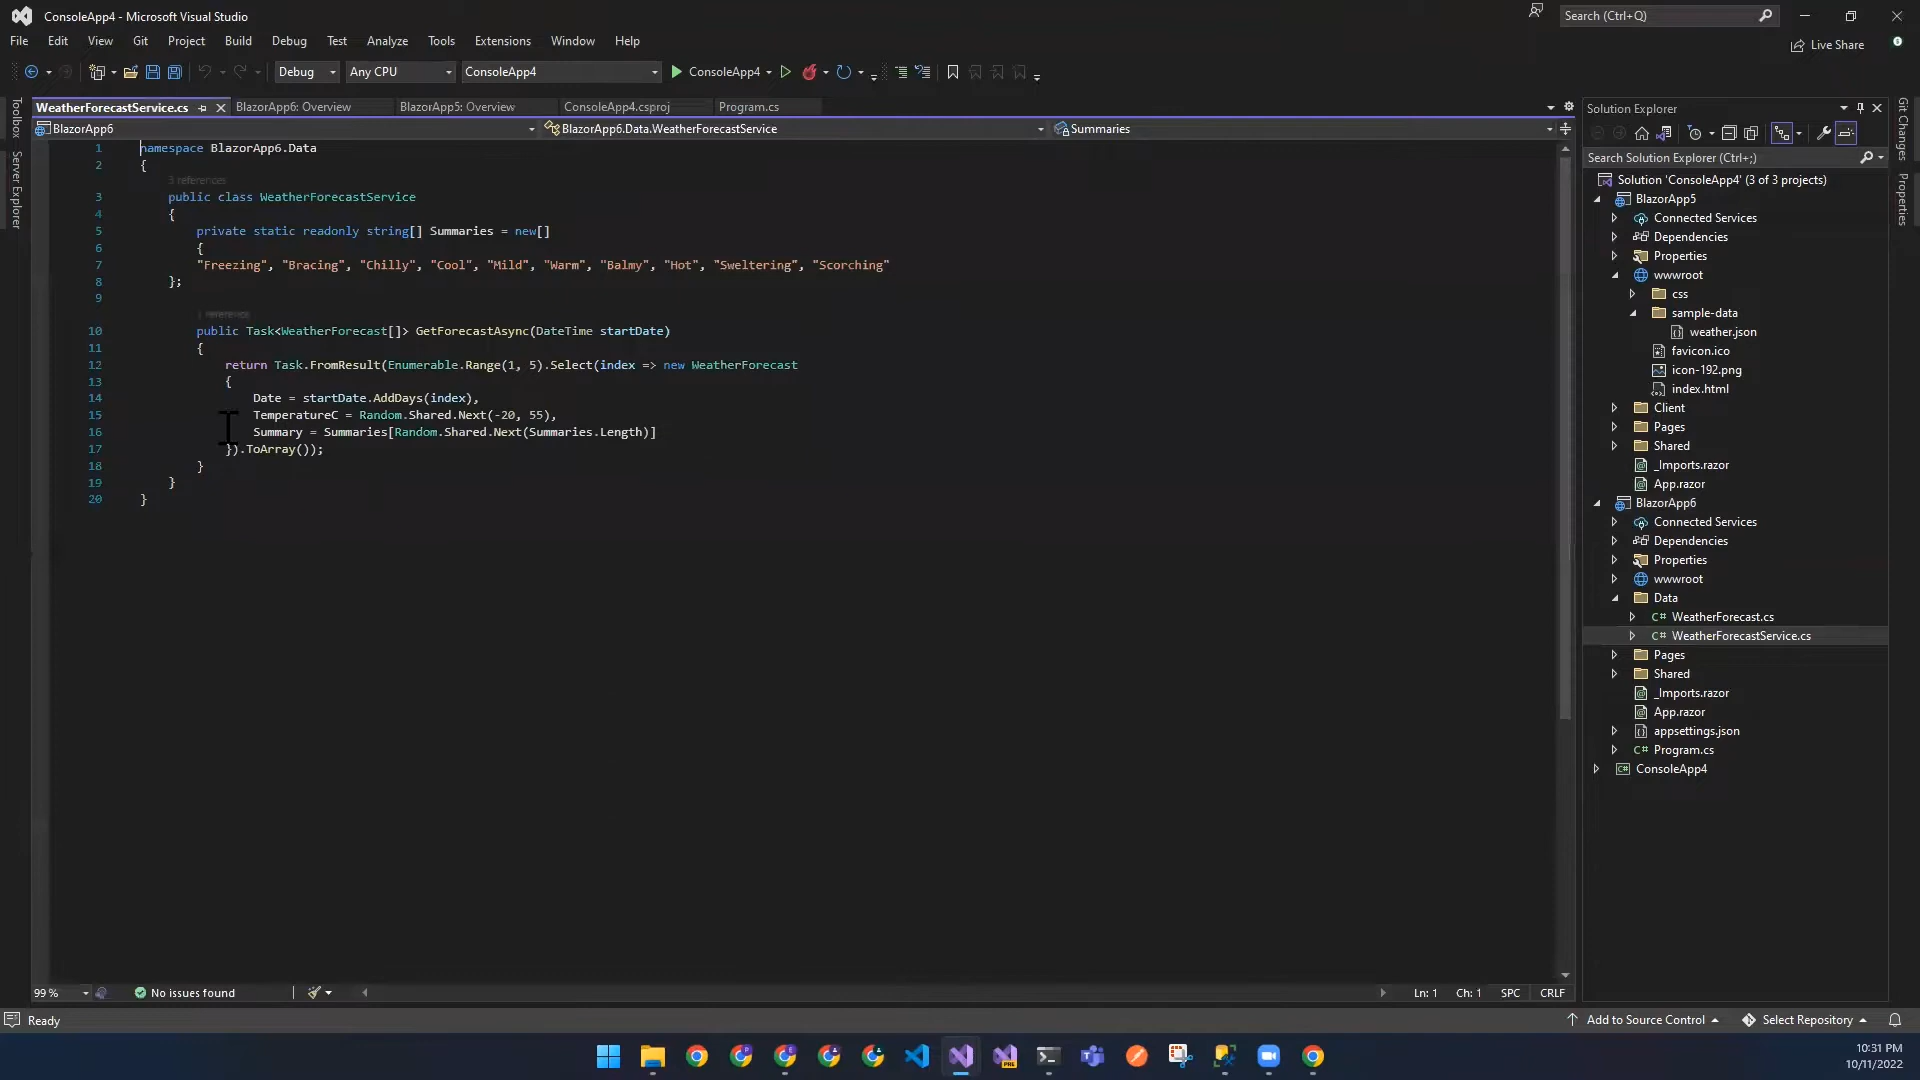 ConsoleApp4 - Microsoft Visual Studio
Search (Ctrl+Q)
File Edit View Git Project Build Debug Test Analyze Tools Extensions Window Help
Live Share
Debug Any CPU ConsoleApp4 ConsoleApp4
WeatherForecastService.cs BlazorApp6: Overview BlazorApp5: Overview ConsoleApp4.csproj Program.cs
BlazorApp6 BlazorApp6.Data.WeatherForecastService Summaries
Toolbox
Server Explorer
1 namespace BlazorApp6.Data
2 {
3 references
3 public class WeatherForecastService
4 {
5 private static readonly string[] Summaries = new[]
6 {
7 "Freezing", "Bracing", "Chilly", "Cool", "Mild", "Warm", "Balmy", "Hot", "Sweltering", "Scorching"
8 };
9
1 reference
10 public Task<WeatherForecast[]> GetForecastAsync(DateTime startDate)
11 {
12 return Task.FromResult(Enumerable.Range(1, 5).Select(index => new WeatherForecast
13 {
14 Date = startDate.AddDays(index),
15 TemperatureC = Random.Shared.Next(-20, 55),
16 Summary = Summaries[Random.Shared.Next(Summaries.Length)]
17 }).ToArray());
18 }
19 }
20 }
99 % No issues found Ln: 1 Ch: 1 SPC CRLF
Solution Explorer
Search Solution Explorer (Ctrl+;)
Solution 'ConsoleApp4' (3 of 3 projects)
BlazorApp5
Connected Services
Dependencies
Properties
wwwroot
css
sample-data
weather.json
favicon.ico
icon-192.png
index.html
Client
Pages
Shared
_Imports.razor
App.razor
BlazorApp6
Connected Services
Dependencies
Properties
wwwroot
Data
C# WeatherForecast.cs
C# WeatherForecastService.cs
Pages
Shared
_Imports.razor
App.razor
appsettings.json
C# Program.cs
C# ConsoleApp4
Git Changes
Properties
Ready Add to Source Control Select Repository
10:31 PM
10/11/2022